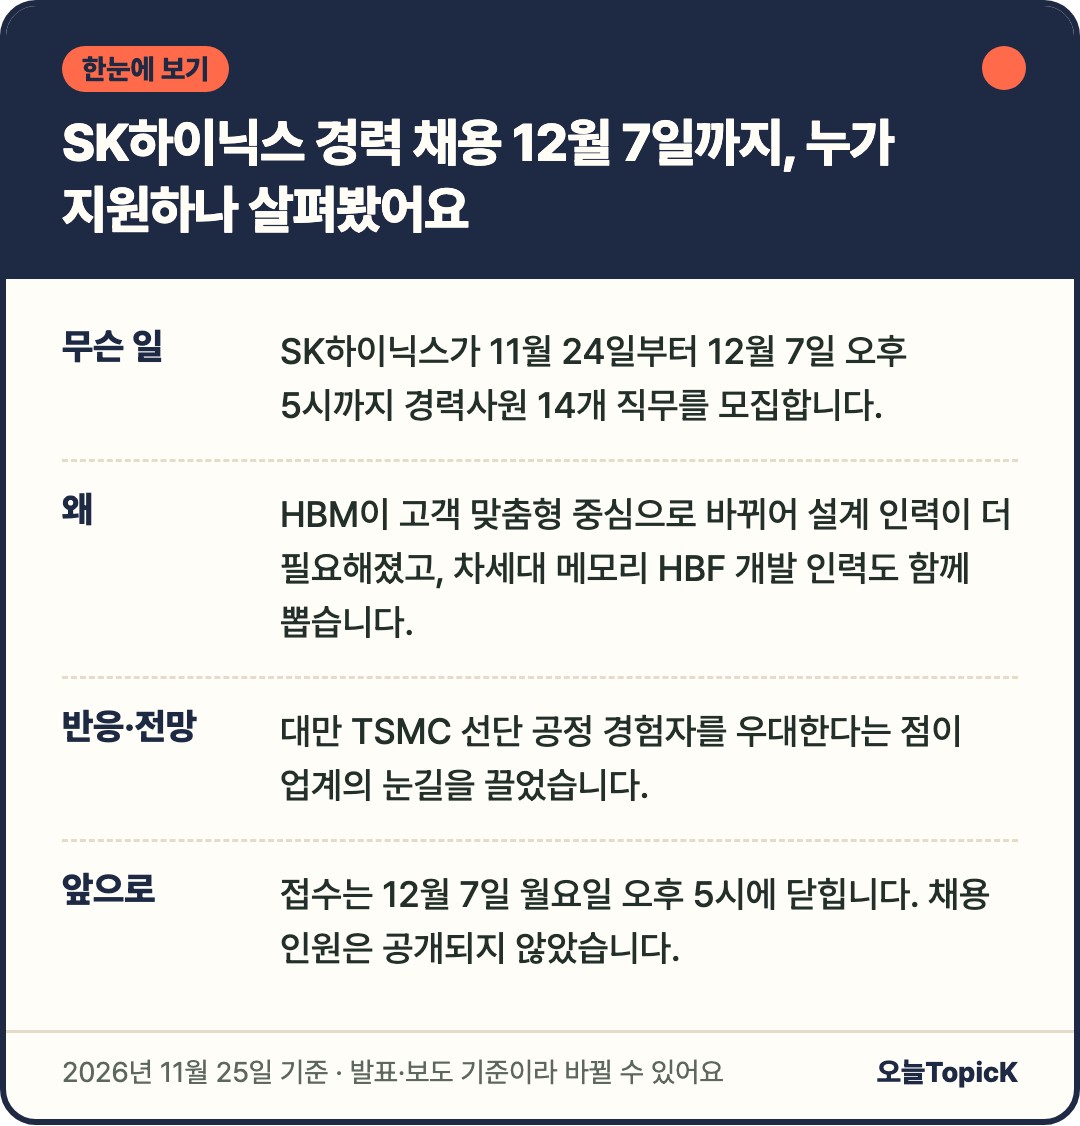 한눈에 보기
SK하이닉스 경력 채용 12월 7일까지, 누가
지원하나 살펴봤어요
무슨 일
SK하이닉스가 11월 24일부터 12월 7일 오후
5시까지 경력사원 14개 직무를 모집합니다.
왜
HBM이 고객 맞춤형 중심으로 바뀌어 설계 인력이 더
필요해졌고, 차세대 메모리 HBF 개발 인력도 함께
뽑습니다.
반응·전망
대만 TSMC 선단 공정 경험자를 우대한다는 점이
업계의 눈길을 끌었습니다.
앞으로
접수는 12월 7일 월요일 오후 5시에 닫힙니다. 채용
인원은 공개되지 않았습니다.
2026년 11월 25일 기준 · 발표·보도 기준이라 바뀔 수 있어요
오늘TopicK